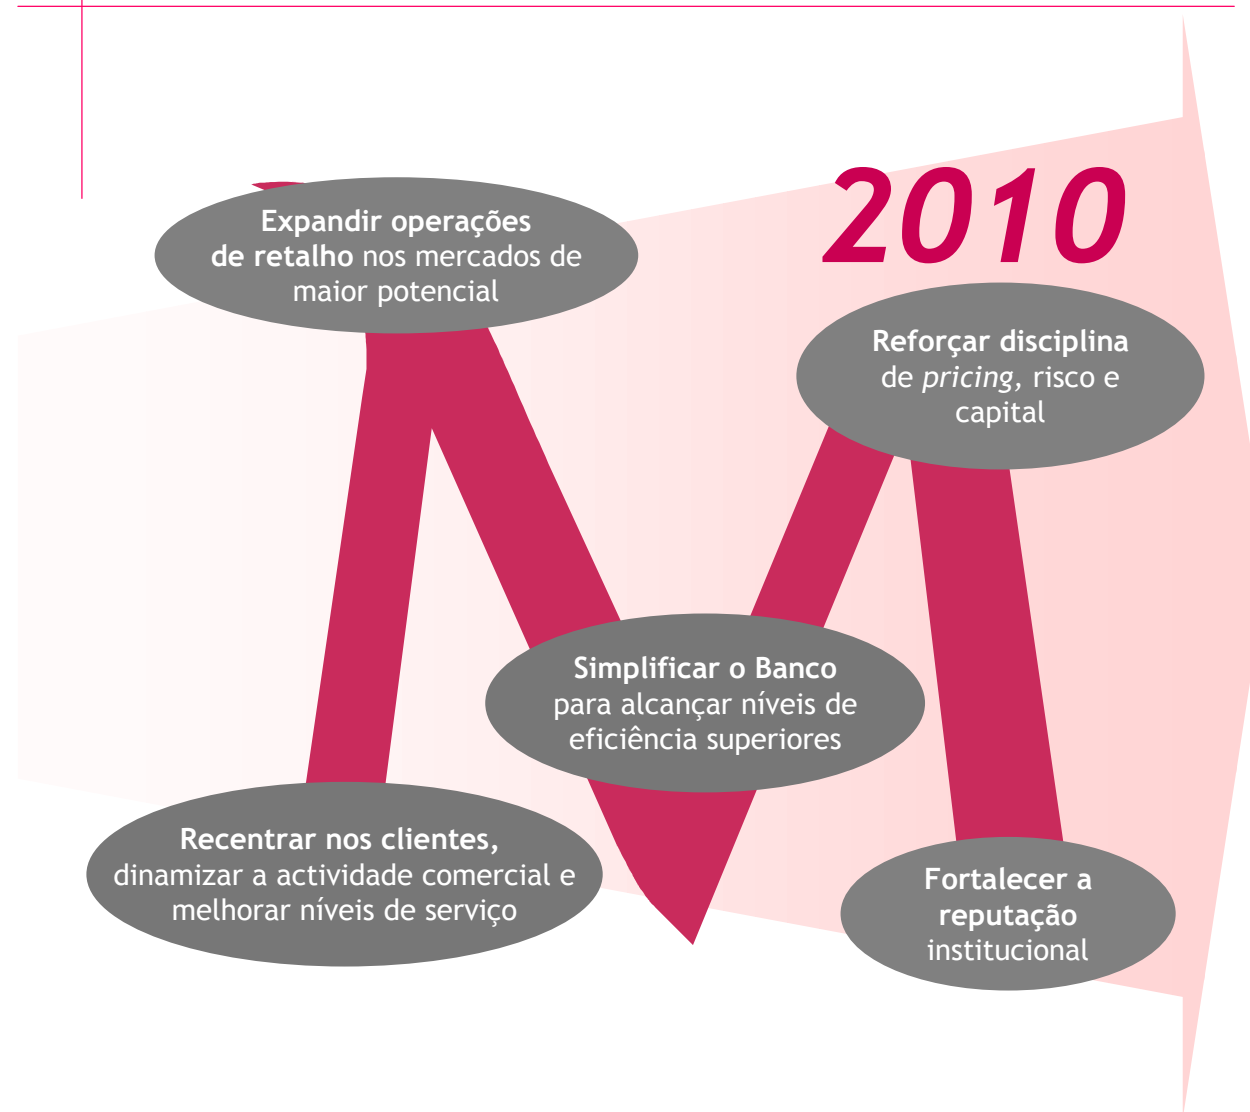 2010
Expandir operações
de retalho nos mercados de
maior potencial
Reforçar disciplina
de pricing, risco e
capital
Simplificar o Banco
para alcançar níveis de
eficiência superiores
Recentrar nos clientes,
dinamizar a actividade comercial e
melhorar níveis de serviço
Fortalecer a
reputação
institucional